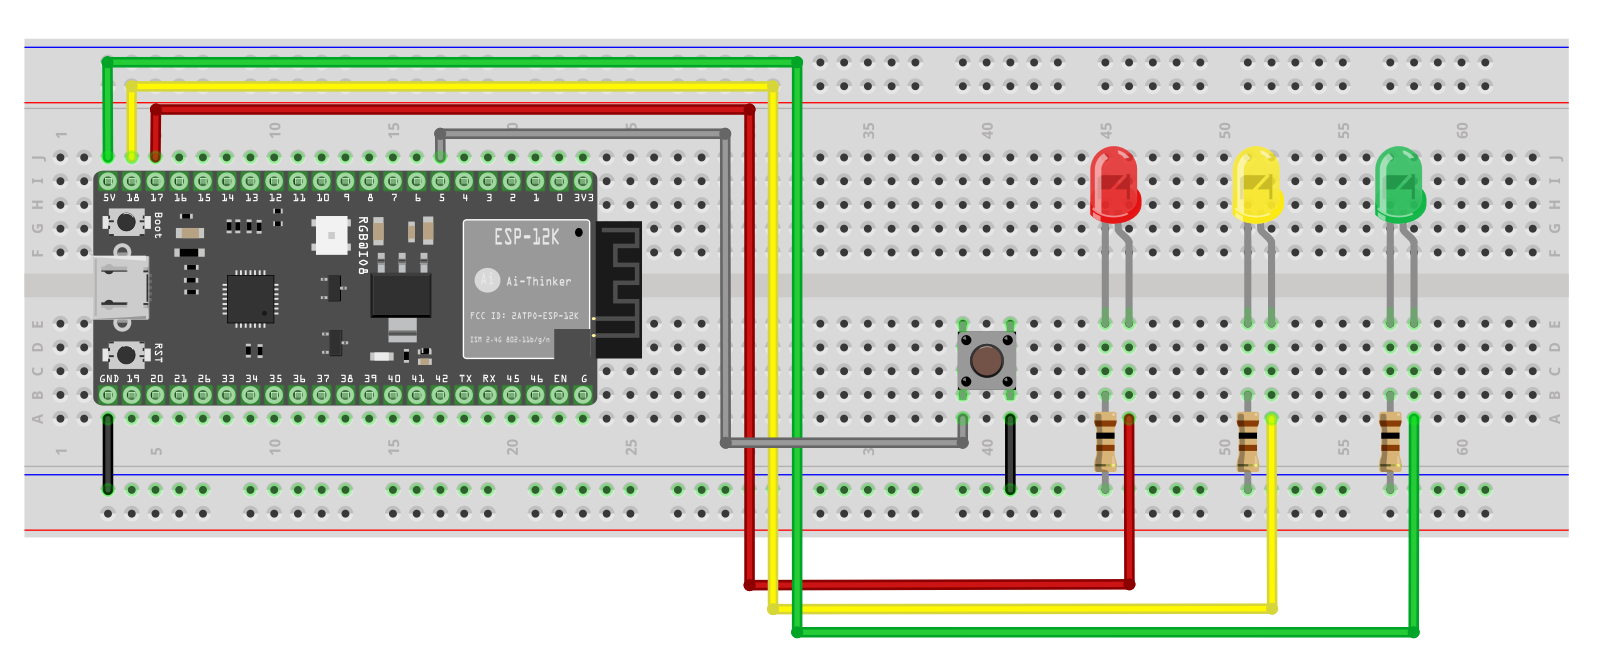 1 10 15 0 5 35 40 45 50 55 60
J J
I I
H H
G G
F F
5V 18 17 16 15 14 13 12 11 10 9 8 7 6 5 4 3 2 1 0 3V3
Boot
RGB@IO8
ESP-12K
Ai Ai-Thinker
FCC ID: 2ATPO-ESP-12K
ISM 2-4G 802-11b/g/n
RST
GND 19 20 21 26 33 34 35 36 37 38 39 40 41 42 TX RX 45 46 EN G
E E
D D
C C
B B
A A
1 5 10 15 20 25 3 40 50 55 60